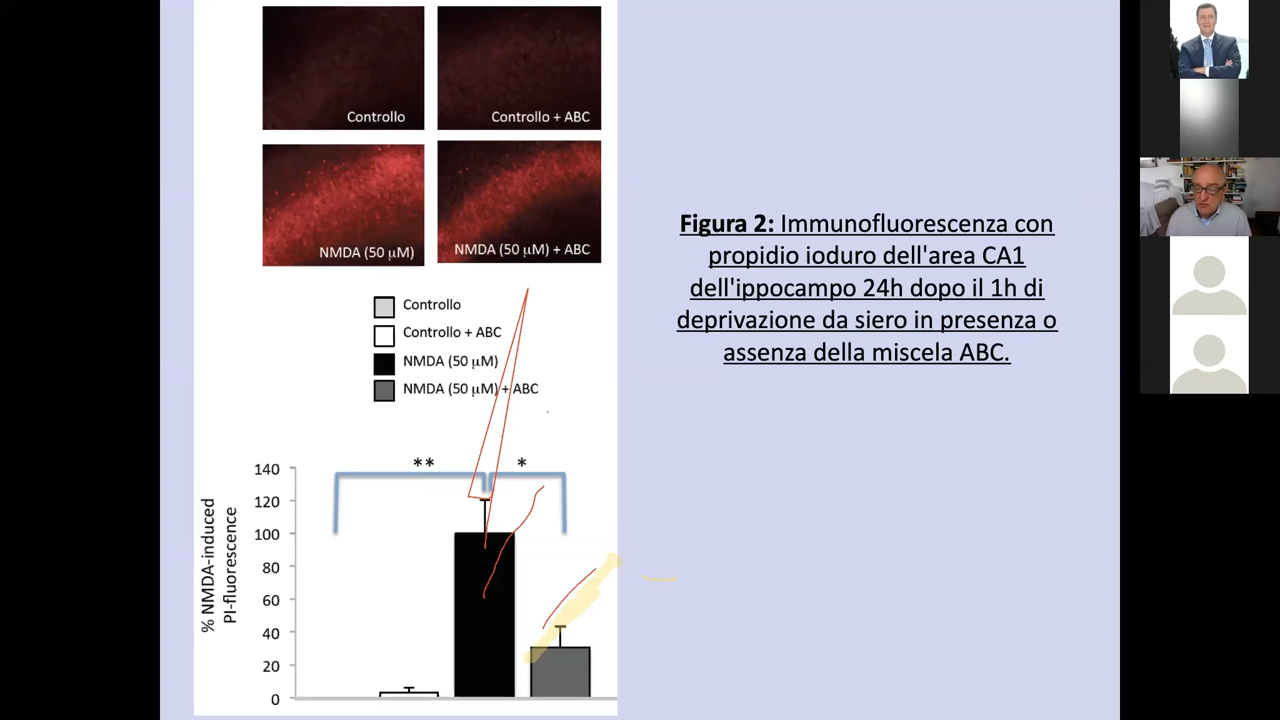 Controllo
Controllo + ABC
NMDA (50 μM)
NMDA (50 μM) + ABC
Controllo
Controllo + ABC
NMDA (50 μM)
NMDA (50 μM) + ABC
Figura 2: Immunofluorescenza con
propidio ioduro dell'area CA1
dell'ippocampo 24h dopo il 1h di
deprivazione da siero in presenza o
assenza della miscela ABC.
** *
% NMDA-induced
PI-fluorescence
140
120
100
80
60
40
20
0